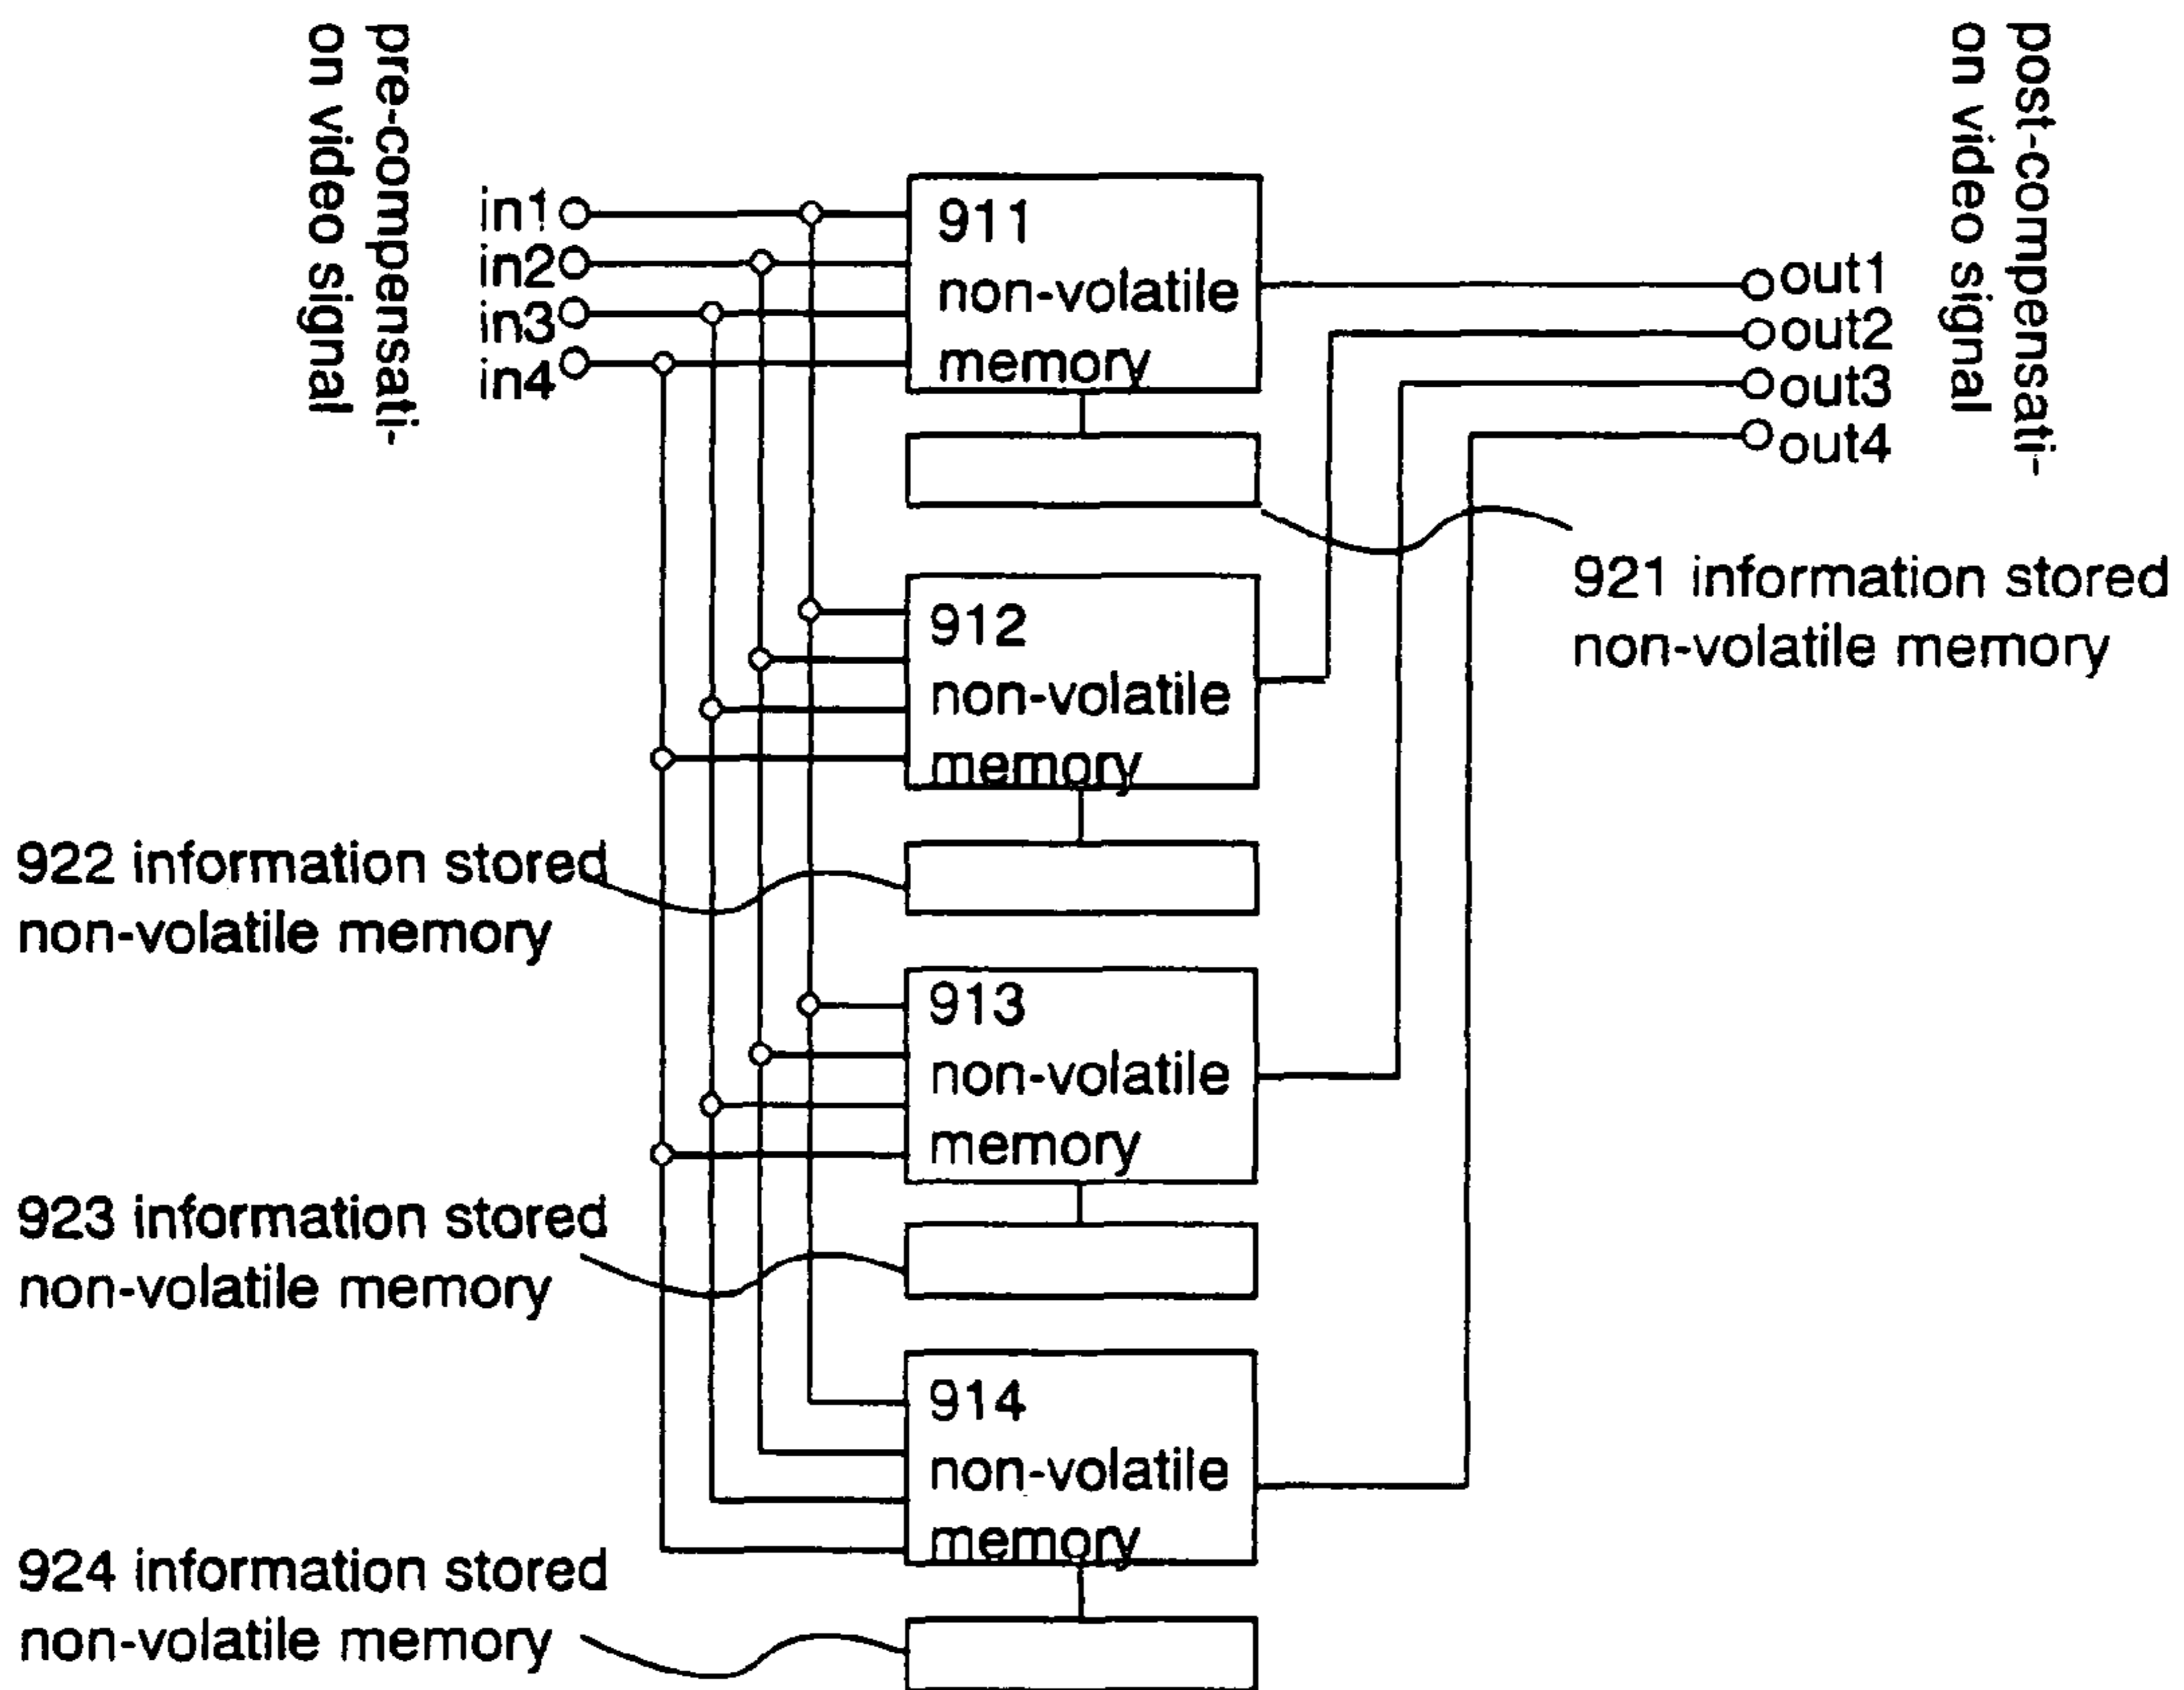 pre-compensati-
on video signal
post-compensati-
on video signal
in1
in2
in3
in4
911
non-volatile
memory
out1
out2
out3
out4
921 information stored
non-volatile memory
912
non-volatile
memory
922 information stored
non-volatile memory
913
non-volatile
memory
923 information stored
non-volatile memory
914
non-volatile
memory
924 information stored
non-volatile memory